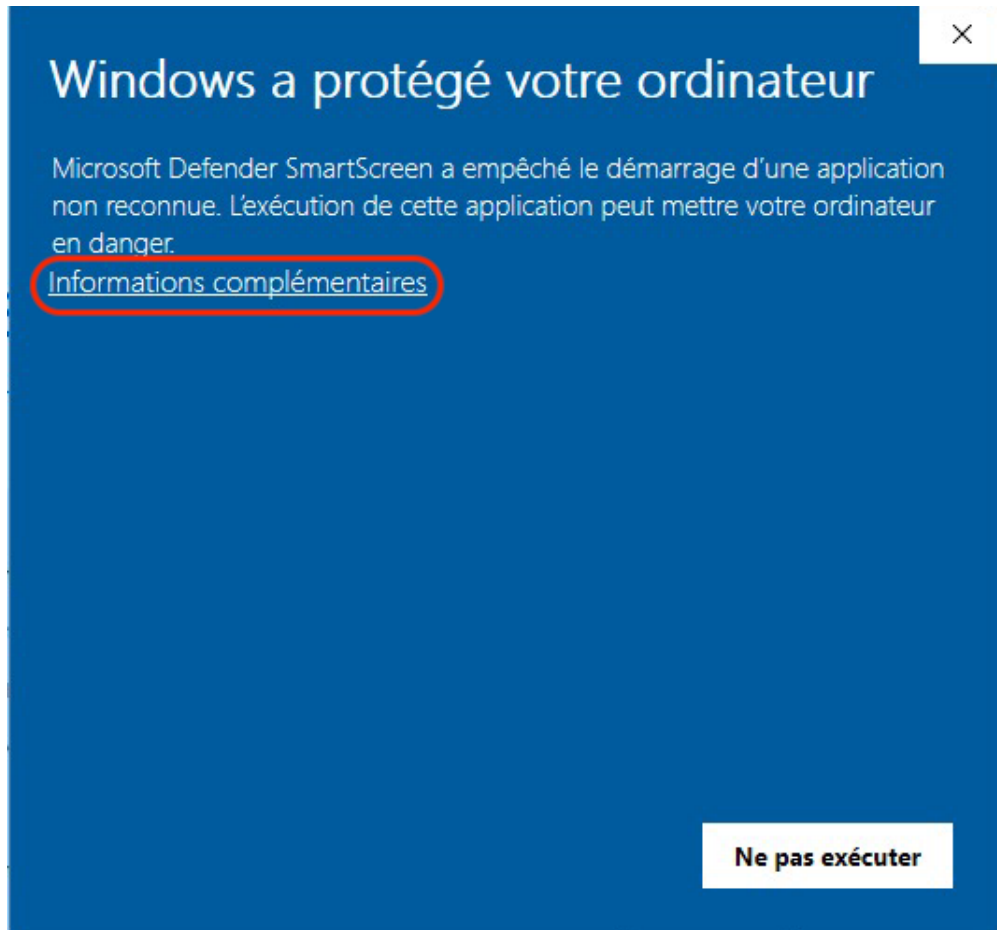 Windows a protégé votre ordinateur
Microsoft Defender SmartScreen a empêché le démarrage d'une application
non reconnue. L'exécution de cette application peut mettre votre ordinateur
en danger.
Informations complémentaires
Ne pas exécuter